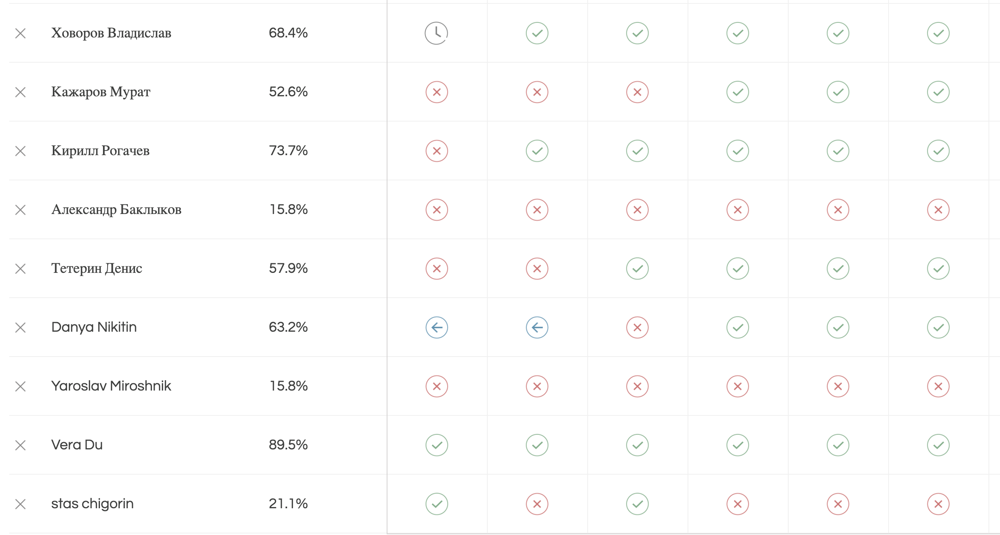 Ховоров Владислав 68.4%
Кажаров Мурат 52.6%
Кирилл Рогачев 73.7%
Александр Баклыков 15.8%
Тетерин Денис 57.9%
Danya Nikitin 63.2%
Yaroslav Miroshnik 15.8%
Vera Du 89.5%
stas chigorin 21.1%